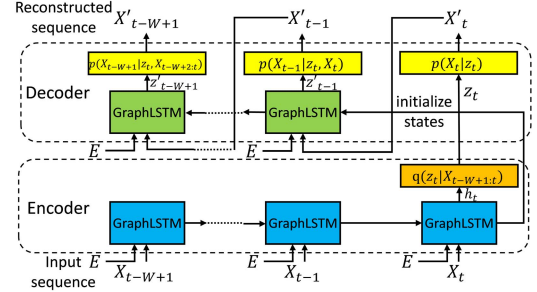 Reconstructed sequence
X'_{t-W+1}
X'_{t-1}
X'_t
p(X_{t-W+1}|z_t, X_{t-W+2:t})
p(X_{t-1}|z_t, X_t)
p(X_t|z_t)
Decoder
z'_{t-W+1}
z'_{t-1}
z_t
GraphLSTM
GraphLSTM
initialize states
E
E
q(z_t|X_{t-W+1:t})
h_t
Encoder
GraphLSTM
GraphLSTM
GraphLSTM
Input sequence
E
X_{t-W+1}
E
X_{t-1}
E
X_t